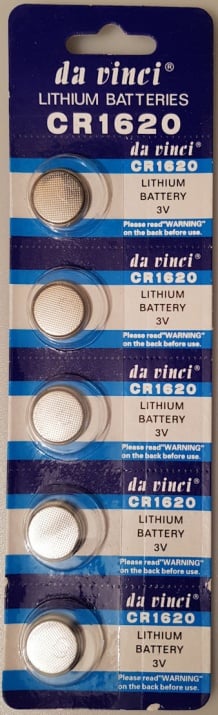 da vinci®
LITHIUM BATTERIES
CR1620
da vinci®
CR1620
LITHIUM
BATTERY
3V
Please read "WARNING"
on the back before use.
da vinci®
CR1620
LITHIUM
BATTERY
3V
Please read "WARNING"
on the back before use.
da vinci®
CR1620
LITHIUM
BATTERY
3V
Please read "WARNING"
on the back before use.
da vinci®
CR1620
LITHIUM
BATTERY
3V
Please read "WARNING"
on the back before use.
da vinci®
CR1620
LITHIUM
BATTERY
3V
Please read "WARNING"
on the back before use.